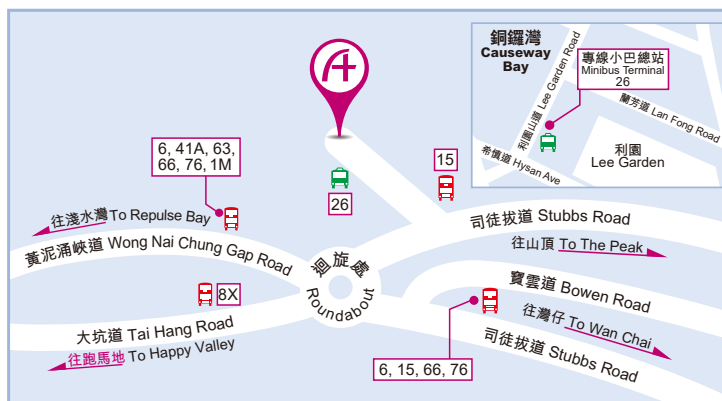 銅鑼灣
Causeway
Bay
利園山道 Lee Garden Road
專線小巴總站
Minibus Terminal
26
蘭芳道 Lan Fong Road
希慎道 Hysan Ave
利園
Lee Garden
6, 41A, 63,
66, 76, 1M
26
15
往淺水灣 To Repulse Bay
黃泥涌峽道 Wong Nai Chung Gap Road
迴旋處
Roundabout
司徒拔道 Stubbs Road
往山頂 To The Peak
寶雲道 Bowen Road
8X
往灣仔 To Wan Chai
大坑道 Tai Hang Road
司徒拔道 Stubbs Road
往跑馬地 To Happy Valley
6, 15, 66, 76